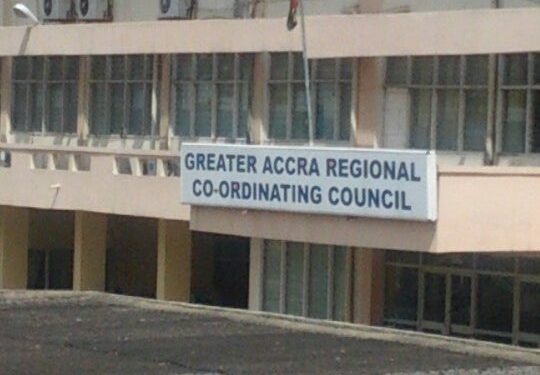 GREATER ACCRA REGIONAL
CO-ORDINATING COUNCIL